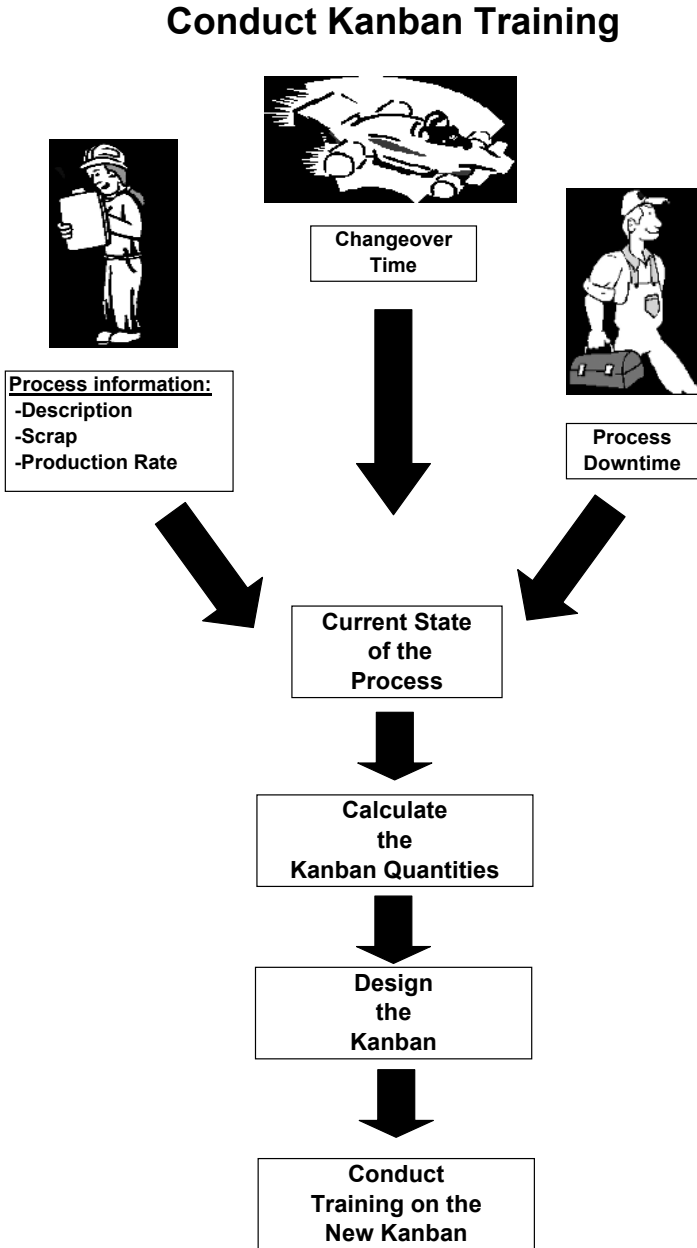 Conduct Kanban Training
Changeover
Time
Process information:
-Description
-Scrap
-Production Rate
Process
Downtime
Current State
of the
Process
Calculate
the
Kanban Quantities
Design
the
Kanban
Conduct
Training on the
New Kanban